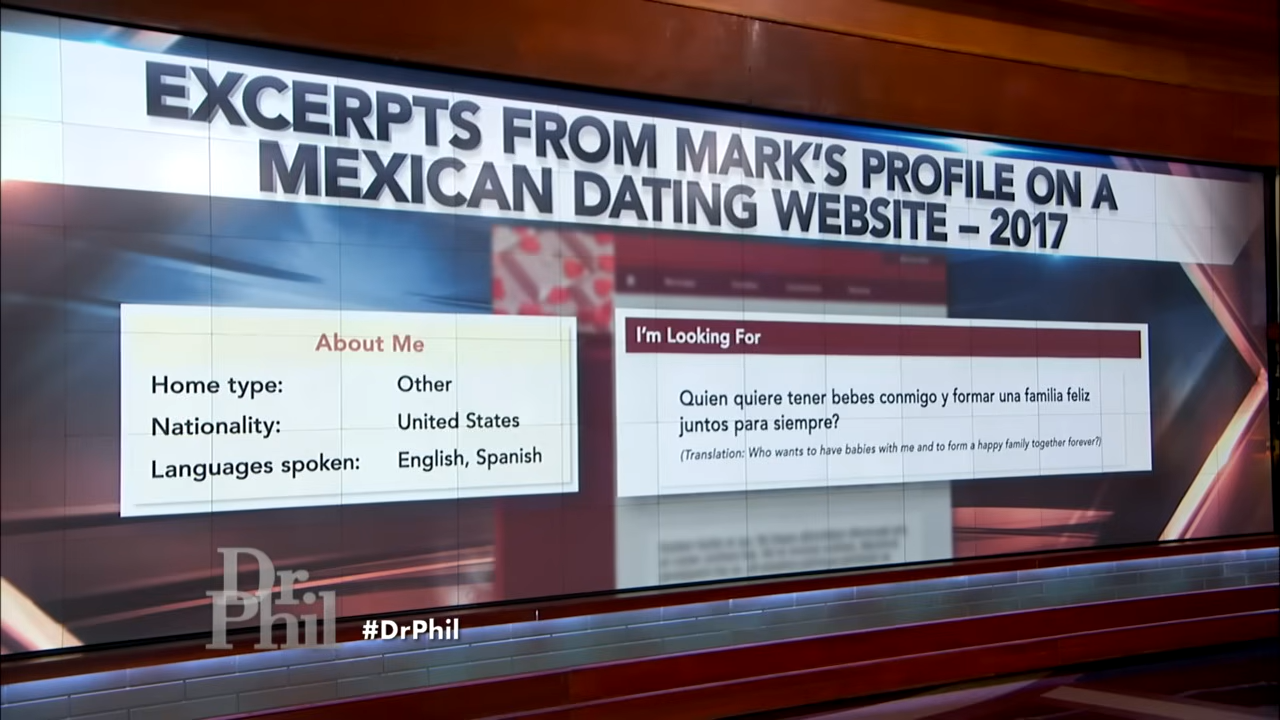 EXCERPTS FROM MARK'S PROFILE ON A
MEXICAN DATING WEBSITE – 2017
About Me
Home type: Other
Nationality: United States
Languages spoken: English, Spanish
I'm Looking For
Quien quiere tener bebes conmigo y formar una familia feliz
juntos para siempre?
(Translation: Who wants to have babies with me and to form a happy family together forever?)
Dr
Phil
#DrPhil